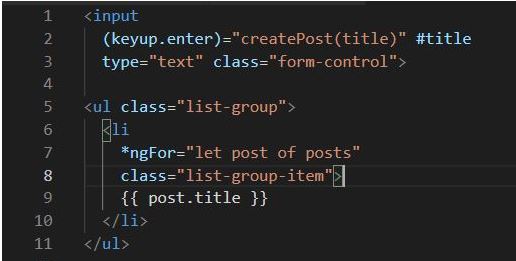 1 <input
2 (keyup.enter)="createPost(title)" #title
3 type="text" class="form-control">
4
5 <ul class="list-group">
6 <li
7 *ngFor="let post of posts"
8 class="list-group-item">
9 {{ post.title }}
10 </li>
11 </ul>